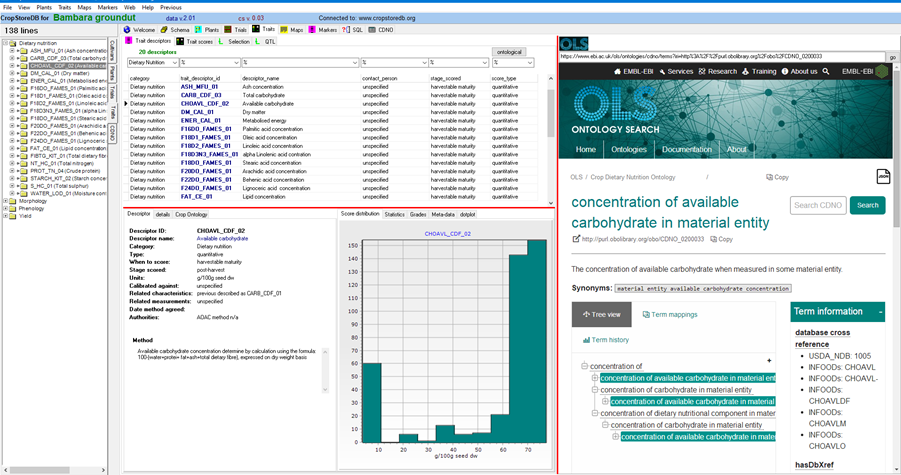 File View Plants Traits Maps Markers Web Help Previous
CropStoreDB for Bambara groundut data v.2.01 cs v. 0.03 Connected to: www.cropstoredb.org
138 lines
Welcome Schema Plants Trials Traits Maps Markers SQL CDNO
Trait descriptors Trait scores Selection QTL
Dietary nutrition
ASH_MFU_01 (Ash concentration
CARB_CDF_03 (Total carbohydr
CHOAVL_CDF_02 (Available ca
DM_CAL_01 (Dry matter)
ENER_CAL_01 (Metabolised ener
F16D0_FAMES_01 (Palmitic aci
F18D1_FAMES_01 (Oleic acid co
F18D2_FAMES_01 (Linoleic acid c
F18D3N3_FAMES_01 (alpha Lin
F18D0_FAMES_01 (Stearic acid
F20D0_FAMES_01 (Arachidic a
F22D0_FAMES_01 (Behenic aci
F24D0_FAMES_01 (Lignoceric
FAT_CE_01 (Lipid concentration
FIBTG_KIT_01 (Total dietary fibr
NT_HC_01 (Total nitrogen)
PROT_TN_04 (Crude protein)
STARCH_KIT_02 (Starch concen
S_HC_01 (Total sulphur)
WATER_LOD_01 (Moisture con
Morphology
Phenology
Yield
Cultivars
Plants
Trials
Traits
CDNO
20 descriptors ontological
Dietary Nutrition % % % % %
category trait_descriptor_id descriptor_name contact_person stage_scored score_type
Dietary nutrition ASH_MFU_01 Ash concentration unspecified harvestable maturity quantitative
Dietary nutrition CARB_CDF_03 Total carbohydrate unspecified harvestable maturity quantitative
Dietary nutrition CHOAVL_CDF_02 Available carbohydrate unspecified harvestable maturity quantitative
Dietary nutrition DM_CAL_01 Dry matter unspecified harvestable maturity quantitative
Dietary nutrition ENER_CAL_01 Metabolised energy unspecified harvestable maturity quantitative
Dietary nutrition F16D0_FAMES_01 Palmitic acid concentration unspecified harvestable maturity quantitative
Dietary nutrition F18D1_FAMES_01 Oleic acid concentration unspecified harvestable maturity quantitative
Dietary nutrition F18D2_FAMES_01 Linoleic acid concentration unspecified harvestable maturity quantitative
Dietary nutrition F18D3N3_FAMES_01 alpha Linolenic acid concentration unspecified harvestable maturity quantitative
Dietary nutrition F18D0_FAMES_01 Stearic acid concentration unspecified harvestable maturity quantitative
Dietary nutrition F20D0_FAMES_01 Arachidic acid concentration unspecified harvestable maturity quantitative
Dietary nutrition F22D0_FAMES_01 Behenic acid concentration unspecified harvestable maturity quantitative
Dietary nutrition F24D0_FAMES_01 Lignoceric acid concentration unspecified harvestable maturity quantitative
Dietary nutrition FAT_CE_01 Lipid concentration unspecified harvestable maturity quantitative
Descriptor details Crop Ontology
Descriptor ID: CHOAVL_CDF_02
Descriptor name: Available carbohydrate
Category: Dietary nutrition
Type: quantitative
When to score: harvestable maturity
Stage scored: post-harvest
Units: g/100g seed dw
Calibrated against: unspecified
Related characteristics: previous described as CARB_CDF_01
Related measurements: unspecified
Date method agreed:
Authorities: AOAC method n/a
Method
Available carbohydrate concentration determine by calculation using the formula:
100-(water+protein+ fat+ash+total dietary fibre), expressed on dry weight basis
Score distribution Statistics Grades Meta-data dotplot
CHOAVL_CDF_02
150
140
130
120
110
100
90
80
70
60
50
40
30
20
10
0
0 10 20 30 40 50 60 70
g/100g seed dw
OLS
https://www.ebi.ac.uk/ols/ontologies/cdno/terms?iri=http%3A%2F%2Fpurl.obolibrary.org%2Fobo%2FCDNO_0200033 go
EMBL-EBI Services Research Training About us EMBL-EBI
OLS
ONTOLOGY SEARCH
Home Ontologies Documentation About
OLS / Crop Dietary Nutrition Ontology / Copy JSON
concentration of available
carbohydrate in material entity
Search CDNO Search
http://purl.obolibrary.org/obo/CDNO_0200033 Copy
The concentration of available carbohydrate when measured in some material entity.
Synonyms: material entity available carbohydrate concentration
Tree view Term mappings
Term history
concentration of
concentration of available carbohydrate in material ent
concentration of carbohydrate in material entity
concentration of available carbohydrate in material
concentration of dietary nutritional component in mater
concentration of carbohydrate in material entity
concentration of available carbohydrate in mate
Term information -
database cross
reference
USDA_NDB: 1005
INFOODs: CHOAVL
INFOODs: CHOAVL-
INFOODs:
CHOAVLDF
INFOODs:
CHOAVLM
INFOODs:
CHOAVLO
hasDbXref